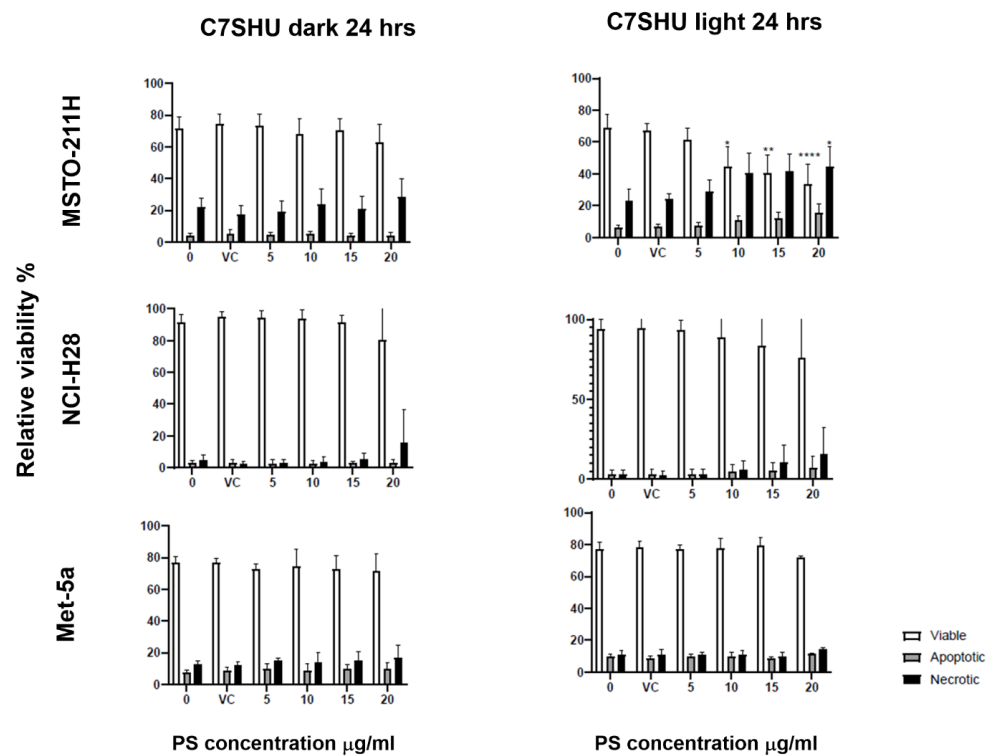 C7SHU dark 24 hrs
C7SHU light 24 hrs
Relative viability %
MSTO-211H
100
80
60
40
20
0
0 VC 5 10 15 20
100
80
60
40
20
0
* ** **** *
0 VC 5 10 15 20
NCI-H28
100
80
60
40
20
0
0 VC 5 10 15 20
100
50
0
0 VC 5 10 15 20
Met-5a
100
80
60
40
20
0
0 VC 5 10 15 20
100
80
60
40
20
0
0 VC 5 10 15 20
Viable
Apoptotic
Necrotic
PS concentration μg/ml
PS concentration μg/ml